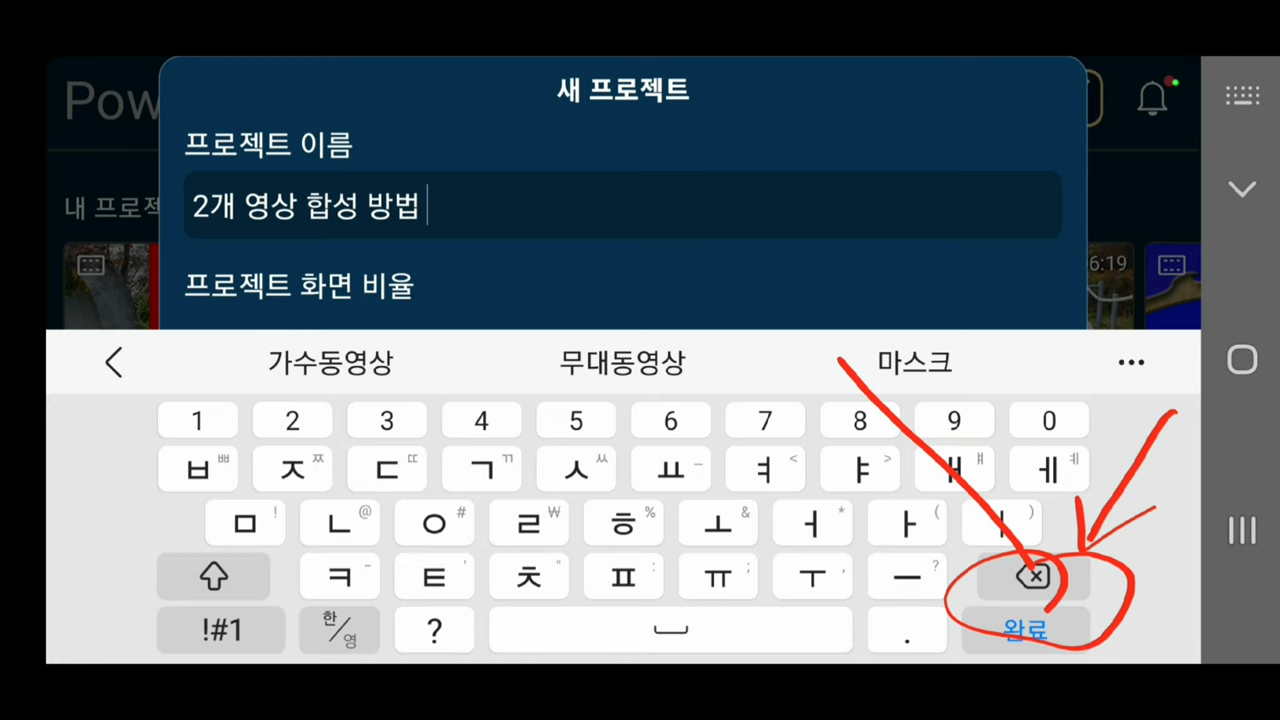 새 프로젝트
Pow
프로젝트 이름
2개 영상 합성 방법
내 프로젝
프로젝트 화면 비율
6:19
가수동영상 무대동영상 마스크 •••
1 2 3 4 5 6 7 8 9 0
ㅂ ㅃ ㅈ ㅉ ㄷ ㄸ ㄱ ㄲ ㅅ ㅆ ㅛ _ ㅕ < ㅑ > ㅐ ㅒ ㅔ ㅖ
ㅁ ! ㄴ @ ㅇ # ㄹ ₩ ㅎ % ㅗ & ㅓ * ㅏ ( ㅣ )
ㅋ - ㅌ ' ㅊ " ㅍ : ㅠ ; ㅜ , ㅡ ?
!#1 한/영 ? . 완료